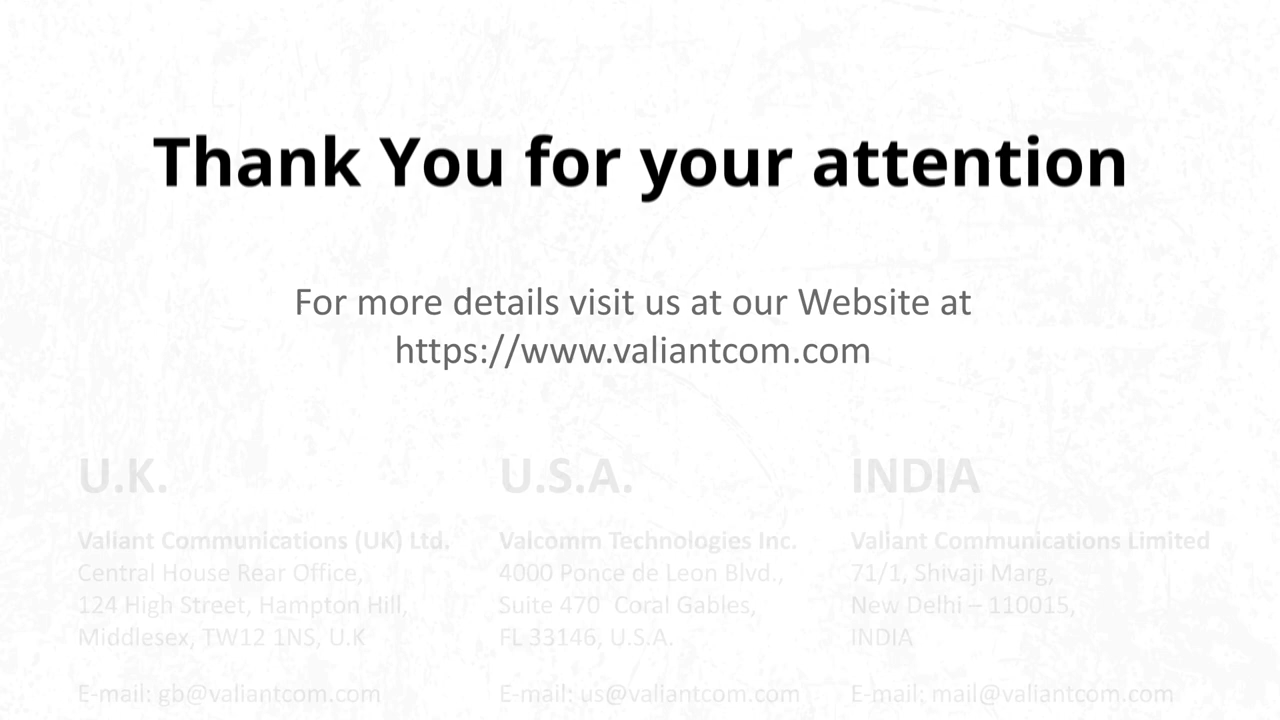 Thank You for your attention
For more details visit us at our Website at
https://www.valiantcom.com
U.K.
Valiant Communications (UK) Ltd.
Central House Rear Office,
124 High Street, Hampton Hill,
Middlesex, TW12 1NS, U.K
E-mail: gb@valiantcom.com
U.S.A.
Valcomm Technologies Inc.
4000 Ponce de Leon Blvd.,
Suite 470 Coral Gables,
FL 33146, U.S.A.
E-mail: us@valiantcom.com
INDIA
Valiant Communications Limited
71/1, Shivaji Marg,
New Delhi – 110015,
INDIA
E-mail: mail@valiantcom.com